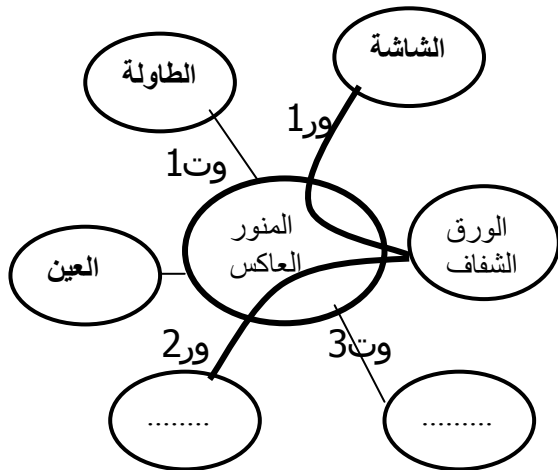 الشاشة
الطاولة
ور1
وت1
المنور
العاكس
الورق
الشفاف
العين
ور2
وت3
........
.........